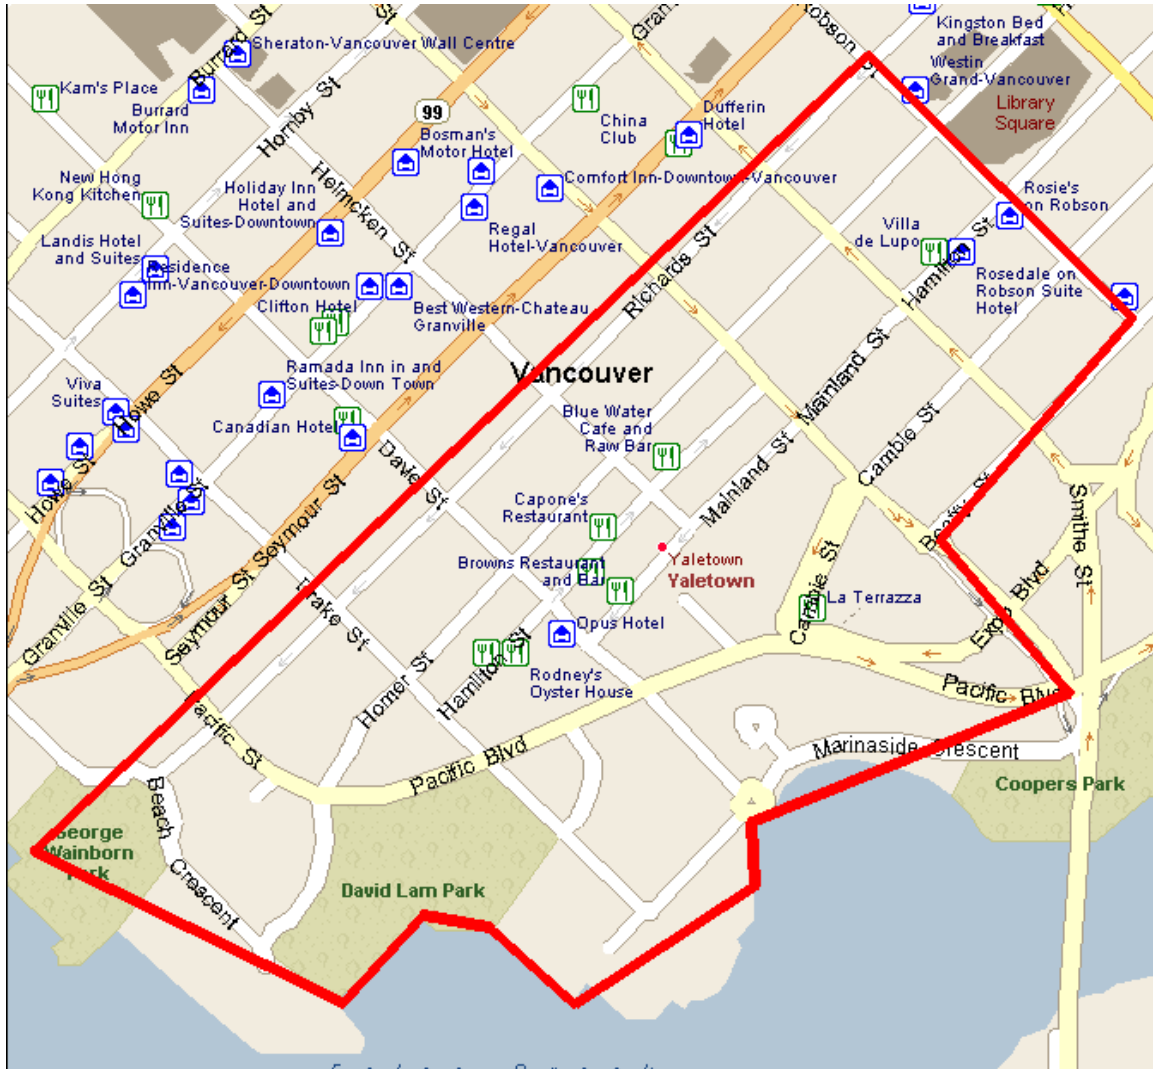 Robson St
Kingston Bed
and Breakfast
Westin
Grand-Vancouver
Library
Square
Burrard St
Sheraton-Vancouver Wall Centre
Kam's Place
Burrard
Motor Inn
Hornby St
99
Bosman's
Motor Hotel
China
Club
Dufferin
Hotel
New Hong
Kong Kitchen
Holiday Inn
Hotel and
Suites-Downtown
Helmcken St
Comfort Inn-Downtown-Vancouver
Rosie's
on Robson
Landis Hotel
and Suites
Regal
Hotel-Vancouver
Richards St
Villa
de Lupo
Hamilton St
Residence
Inn-Vancouver-Downtown
Clifton Hotel
Best Western-Chateau
Granville
Rosedale on
Robson Suite
Hotel
Ramada Inn in and
Suites-Down Town
Vancouver
Mainland St
Viva
Suites
Howe St
Canadian Hotel
Blue Water
Cafe and
Raw Bar
Davie St
Mainland St
Cambie St
Howe St
Granville St
Seymour St
Capone's
Restaurant
Mainland St
Beatty St
Smithe St
Browns Restaurant
and Bar
Yaletown
Yaletown
Cambie St
Expo Blvd
La Terrazza
Granville St
Seymour St
Drake St
Opus Hotel
Homer St
Hamilton St
Rodney's
Oyster House
Pacific Blvd
Pacific St
Pacific Blvd
Marinaside Crescent
Coopers Park
Beach
Crescent
George
Wainborn
Park
David Lam Park